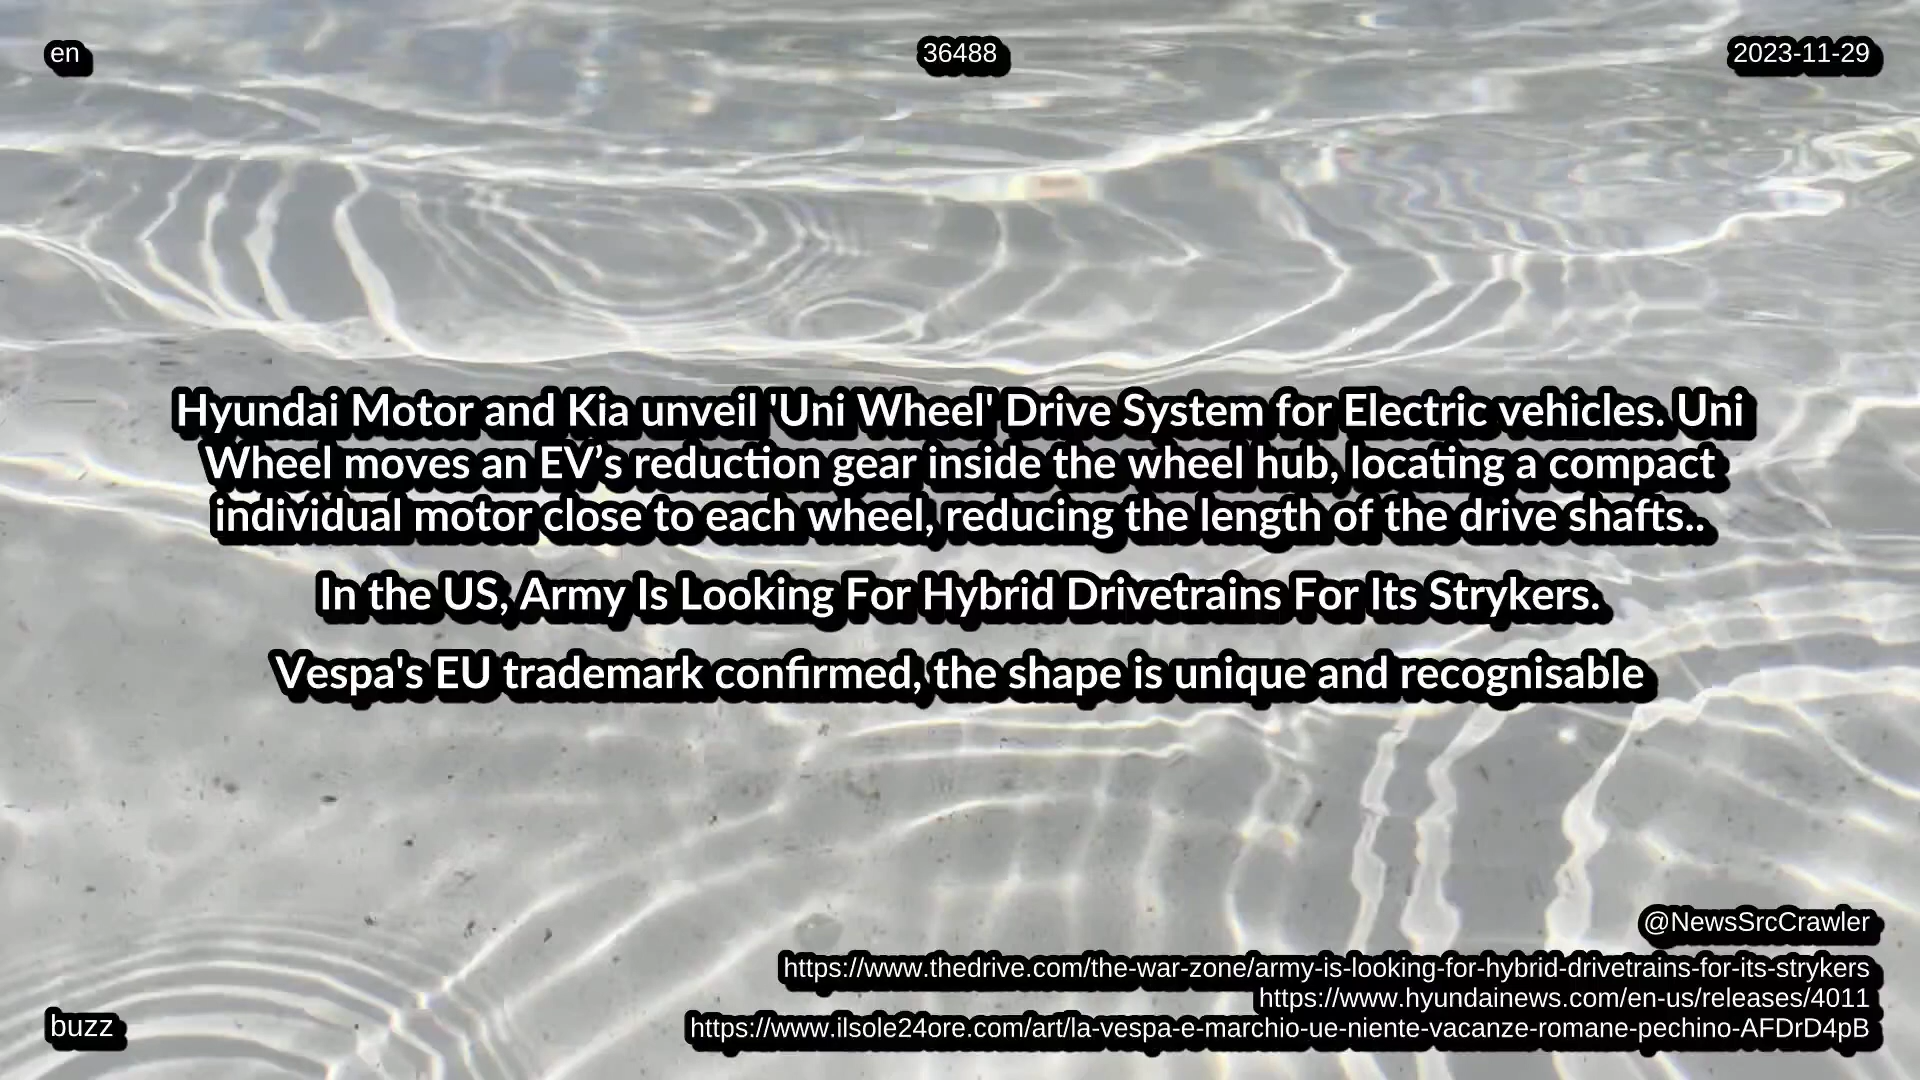 en
36488
2023-11-29
Hyundai Motor and Kia unveil 'Uni Wheel' Drive System for Electric vehicles. Uni
Wheel moves an EV’s reduction gear inside the wheel hub, locating a compact
individual motor close to each wheel, reducing the length of the drive shafts..
In the US, Army Is Looking For Hybrid Drivetrains For Its Strykers.
Vespa's EU trademark confirmed, the shape is unique and recognisable
@NewsSrcCrawler
https://www.thedrive.com/the-war-zone/army-is-looking-for-hybrid-drivetrains-for-its-strykers
https://www.hyundainews.com/en-us/releases/4011
https://www.ilsole24ore.com/art/la-vespa-e-marchio-ue-niente-vacanze-romane-pechino-AFDrD4pB
buzz